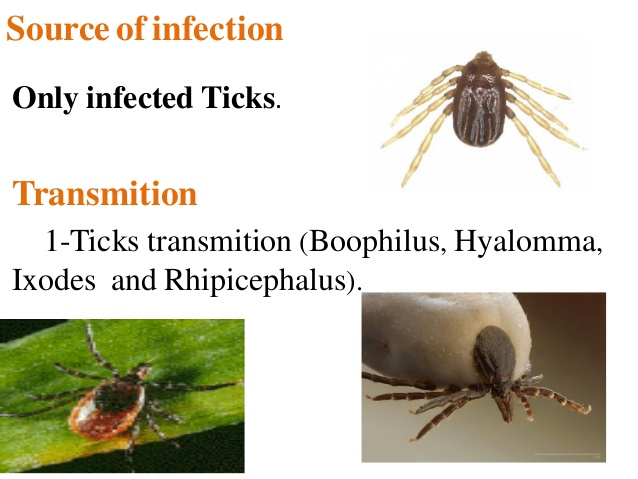 Source of infection
Only infected Ticks.
Transmition
1-Ticks transmition (Boophilus, Hyalomma,
Ixodes and Rhipicephalus).